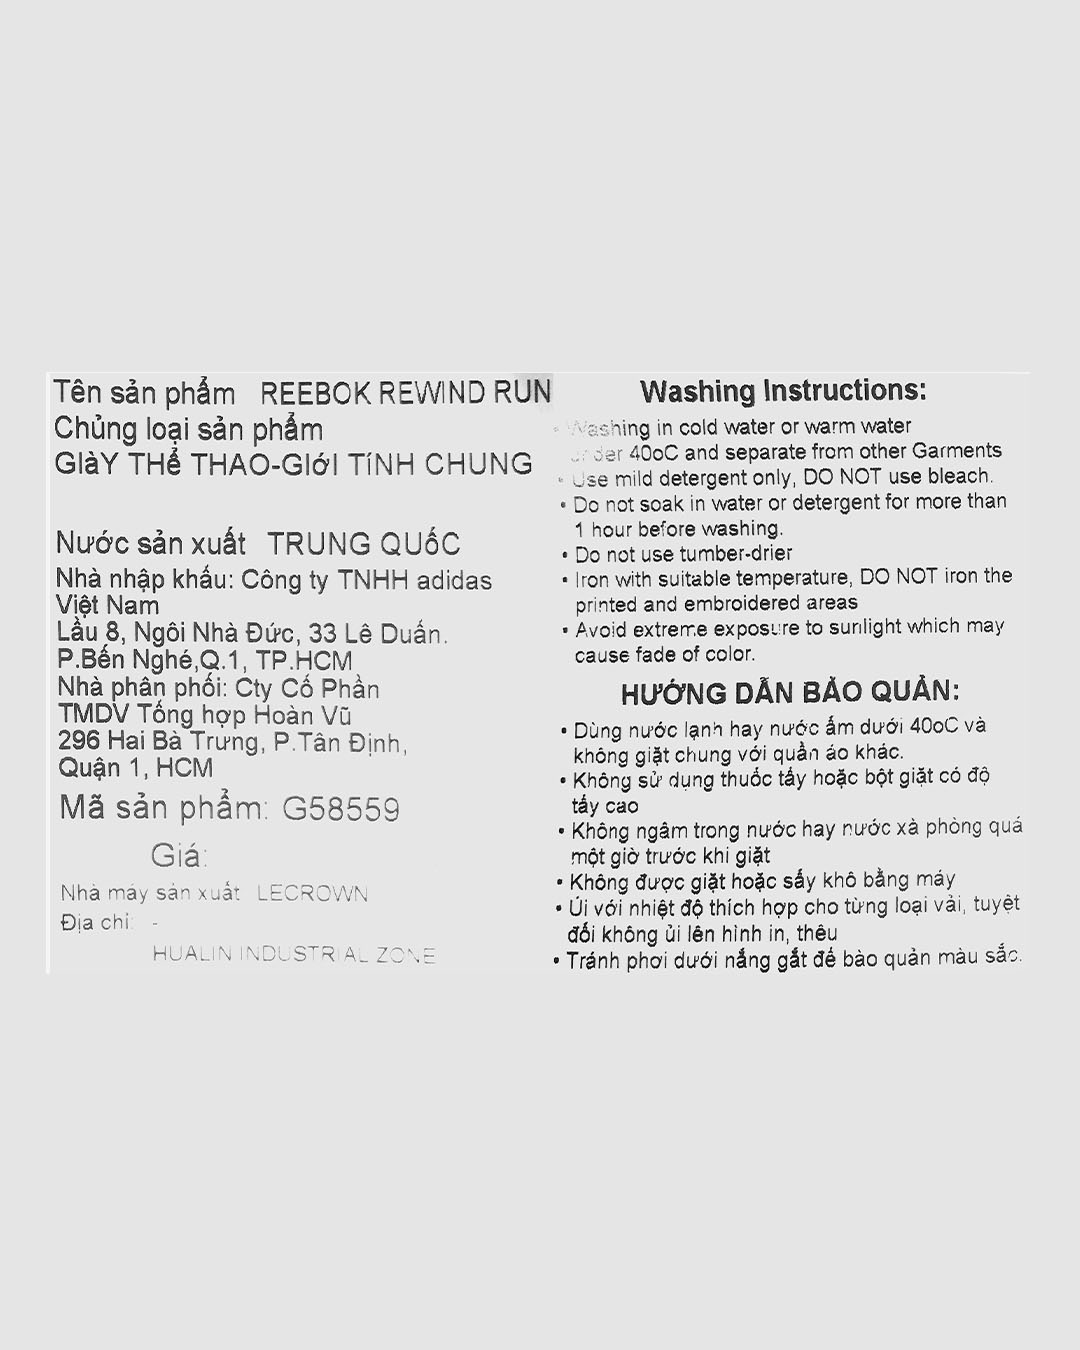 Tên sản phẩm REEBOK REWIND RUN
Chủng loại sản phẩm
GIàY THể THAO-GIớI TíNH CHUNG
Nước sản xuất TRUNG QUốC
Nhà nhập khẩu: Công ty TNHH adidas
Việt Nam
Lầu 8, Ngôi Nhà Đức, 33 Lê Duẩn.
P.Bến Nghé,Q.1, TP.HCM
Nhà phân phối: Cty Cổ Phần
TMDV Tổng hợp Hoàn Vũ
296 Hai Bà Trưng, P.Tân Định,
Quận 1, HCM
Mã sản phẩm: G58559
Giá:
Nhà máy sản xuất LECROWN
Địa chỉ: -
HUALIN INDUSTRIAL ZONE
Washing Instructions:
• Washing in cold water or warm water
under 40oC and separate from other Garments
• Use mild detergent only, DO NOT use bleach.
• Do not soak in water or detergent for more than
1 hour before washing.
• Do not use tumber-drier
• Iron with suitable temperature, DO NOT iron the
printed and embroidered areas
• Avoid extreme exposure to sunlight which may
cause fade of color.
HƯỚNG DẪN BẢO QUẢN:
• Dùng nước lạnh hay nước ấm dưới 40oC và
không giặt chung với quần áo khác.
• Không sử dụng thuốc tẩy hoặc bột giặt có độ
tẩy cao
• Không ngâm trong nước hay nước xà phòng quá
một giờ trước khi giặt
• Không được giặt hoặc sấy khô bằng máy
• Úi với nhiệt độ thích hợp cho từng loại vải, tuyệt
đối không ủi lên hình in, thêu
• Tránh phơi dưới nắng gắt để bào quản màu sắc.